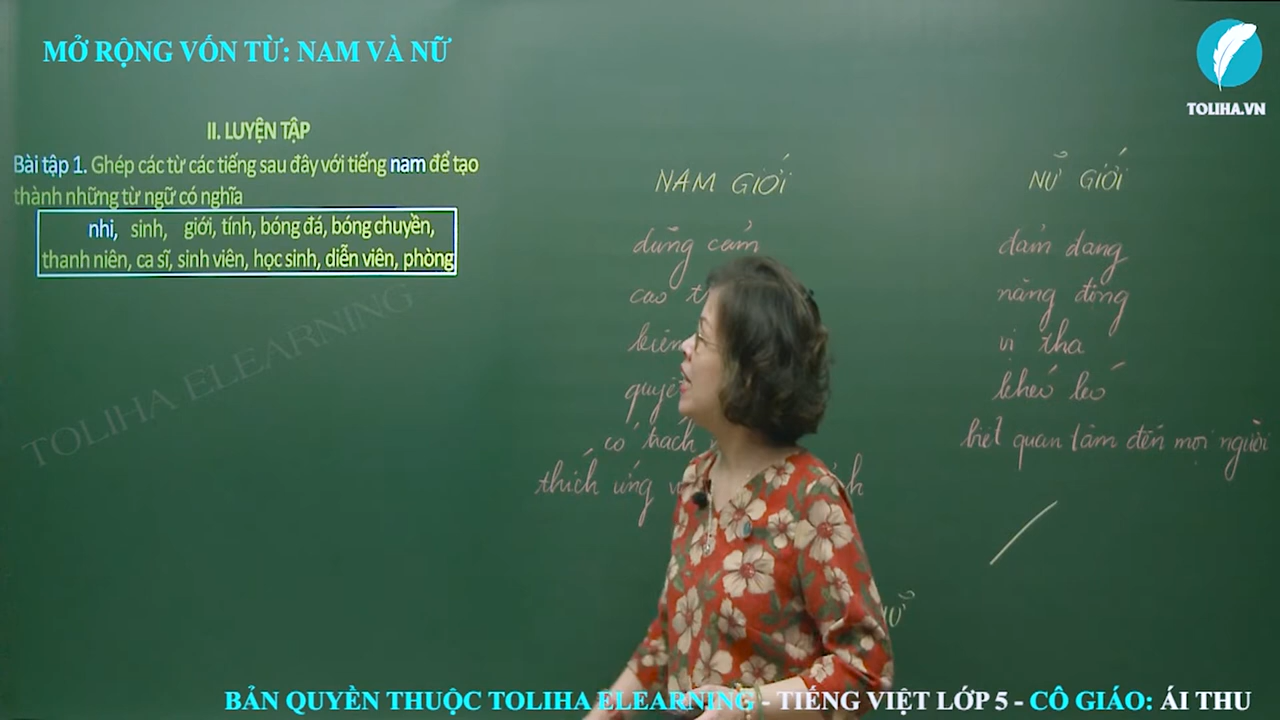 MỞ RỘNG VỐN TỪ: NAM VÀ NỮ
TOLIHA.VN
II. LUYỆN TẬP
Bài tập 1. Ghép các từ các tiếng sau đây với tiếng nam để tạo
thành những từ ngữ có nghĩa
nhi, sinh, giới, tính, bóng đá, bóng chuyền,
thanh niên, ca sĩ, sinh viên, học sinh, diễn viên, phòng
TOLIHA ELEARNING
NAM GIỚI
dũng cảm
cao
thích ứng
NỮ GIỚI
đảm đang
năng động
vị tha
khéo léo
biết quan tâm đến mọi người
BẢN QUYỀN THUỘC TOLIHA ELEARNING - TIẾNG VIỆT LỚP 5 - CÔ GIÁO: ÁI THU